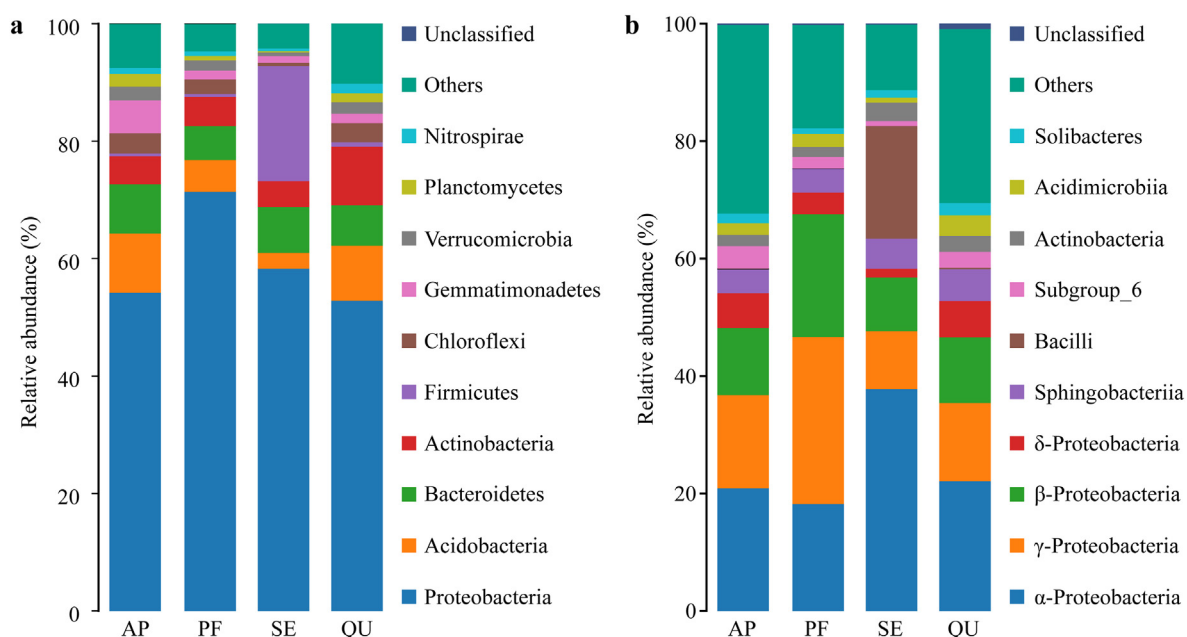 a
Relative abundance (%)
100
80
60
40
20
0
AP PF SE QU
Unclassified
Others
Nitrospirae
Planctomycetes
Verrucomicrobia
Gemmatimonadetes
Chloroflexi
Firmicutes
Actinobacteria
Bacteroidetes
Acidobacteria
Proteobacteria
b
Relative abundance (%)
100
80
60
40
20
0
AP PF SE QU
Unclassified
Others
Solibacteres
Acidimicrobiia
Actinobacteria
Subgroup_6
Bacilli
Sphingobacteriia
δ-Proteobacteria
β-Proteobacteria
γ-Proteobacteria
α-Proteobacteria